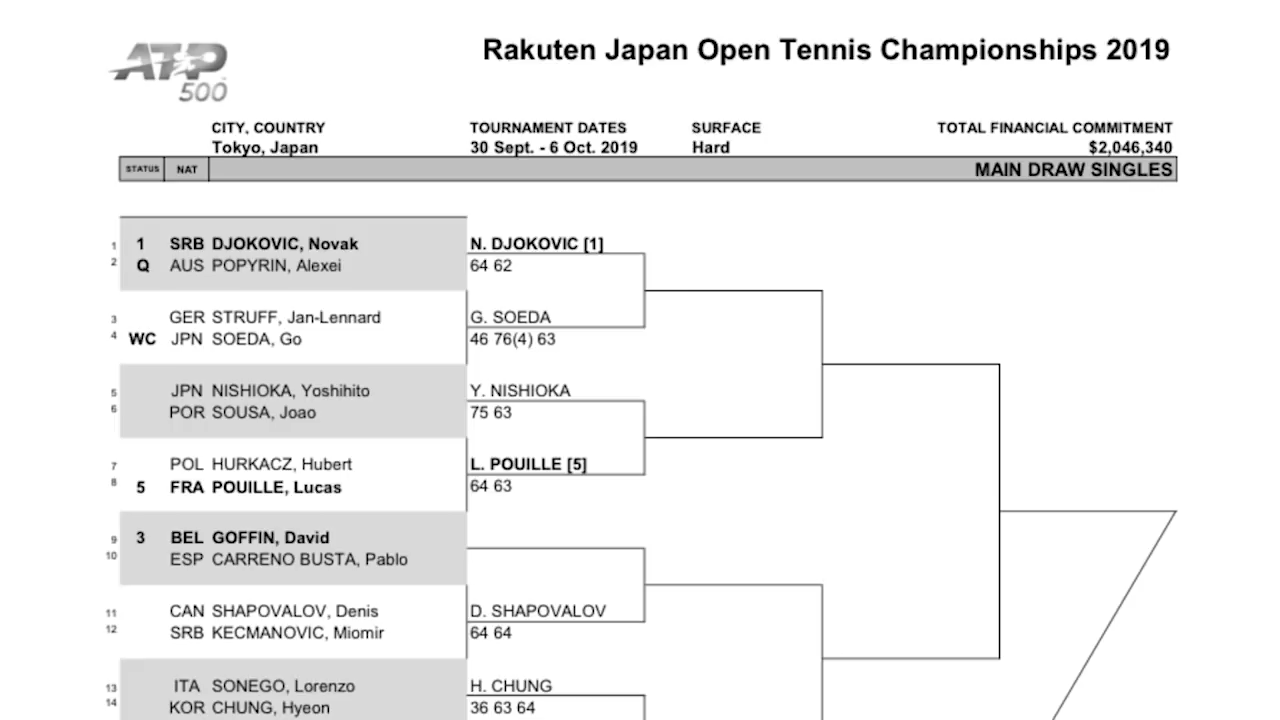 ATP
500
Rakuten Japan Open Tennis Championships 2019
CITY, COUNTRY TOURNAMENT DATES SURFACE TOTAL FINANCIAL COMMITMENT
Tokyo, Japan 30 Sept. - 6 Oct. 2019 Hard $2,046,340
STATUS NAT MAIN DRAW SINGLES
1 1 SRB DJOKOVIC, Novak N. DJOKOVIC [1]
2 Q AUS POPYRIN, Alexei 64 62
3 GER STRUFF, Jan-Lennard G. SOEDA
4 WC JPN SOEDA, Go 46 76(4) 63
5 JPN NISHIOKA, Yoshihito Y. NISHIOKA
6 POR SOUSA, Joao 75 63
7 POL HURKACZ, Hubert L. POUILLE [5]
8 5 FRA POUILLE, Lucas 64 63
9 3 BEL GOFFIN, David
10 ESP CARRENO BUSTA, Pablo
11 CAN SHAPOVALOV, Denis D. SHAPOVALOV
12 SRB KECMANOVIC, Miomir 64 64
13 ITA SONEGO, Lorenzo H. CHUNG
14 KOR CHUNG, Hyeon 36 63 64